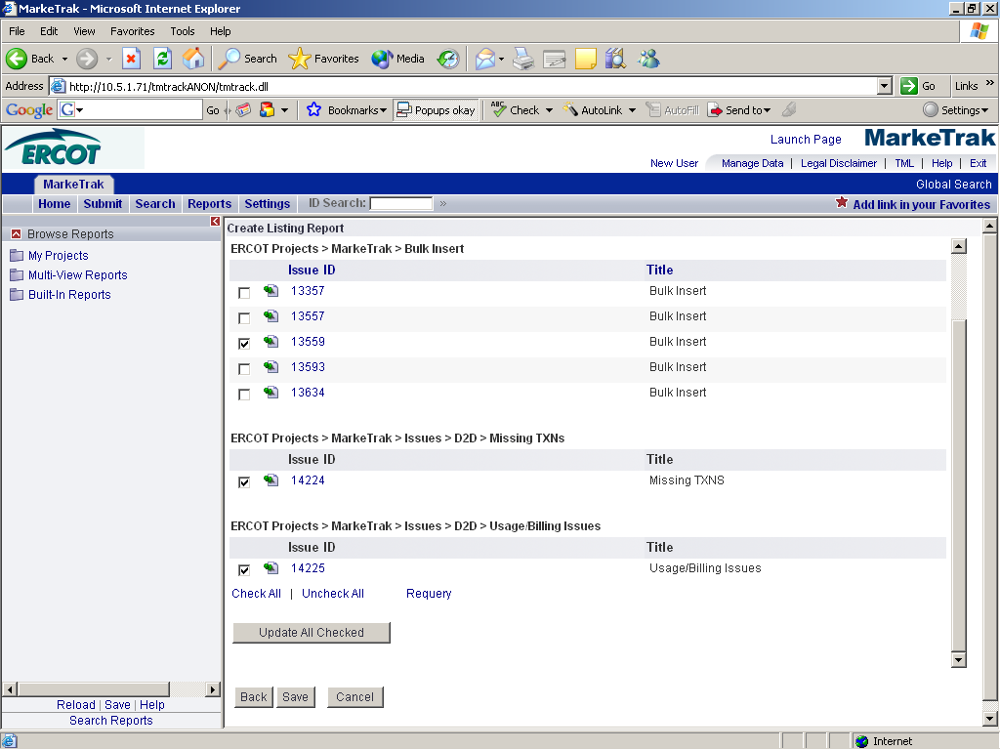 MarkeTrak - Microsoft Internet Explorer
File Edit View Favorites Tools Help
Back Search Favorites Media
Address http://10.5.1.71/tmtrackANON/tmtrack.dll Go Links »
Google G Go Bookmarks Popups okay ABC Check AutoLink AutoFill Send to Settings
ERCOT
Launch Page MarkeTrak
New User Manage Data | Legal Disclaimer | TML | Help | Exit
MarkeTrak Global Search
Home Submit Search Reports Settings ID Search: » Add link in your Favorites
Browse Reports
My Projects
Multi-View Reports
Built-In Reports
Reload | Save | Help
Search Reports
Create Listing Report
ERCOT Projects > MarkeTrak > Bulk Insert
Issue ID Title
13357 Bulk Insert
13557 Bulk Insert
13559 Bulk Insert
13593 Bulk Insert
13634 Bulk Insert
ERCOT Projects > MarkeTrak > Issues > D2D > Missing TXNs
Issue ID Title
14224 Missing TXNS
ERCOT Projects > MarkeTrak > Issues > D2D > Usage/Billing Issues
Issue ID Title
14225 Usage/Billing Issues
Check All | Uncheck All Requery
Update All Checked
Back Save Cancel
Internet